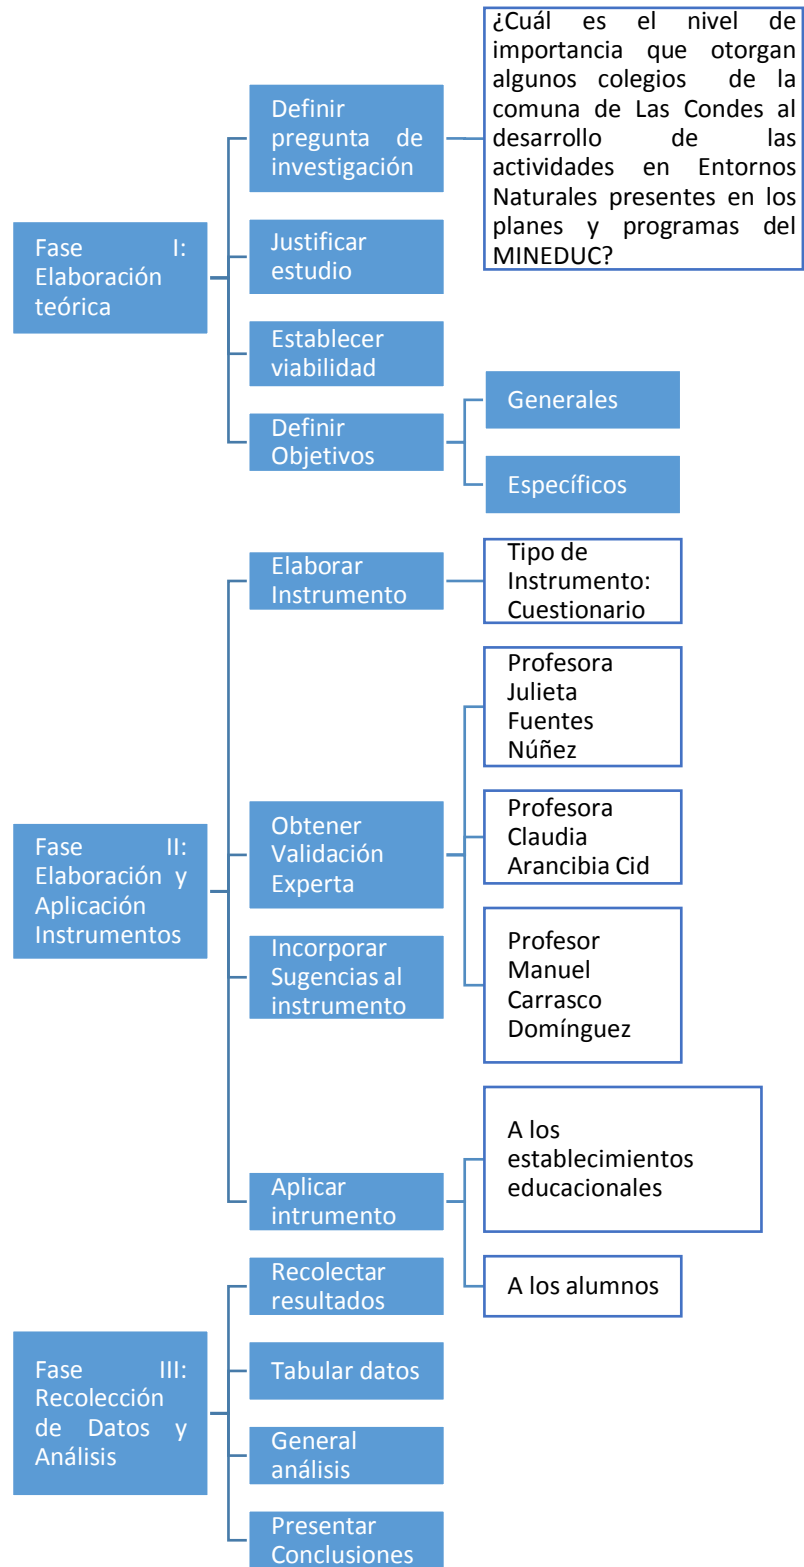 Fase I:
Elaboración
teórica
Definir
pregunta de
investigación
¿Cuál es el nivel de
importancia que otorgan
algunos colegios de la
comuna de Las Condes al
desarrollo de las
actividades en Entornos
Naturales presentes en los
planes y programas del
MINEDUC?
Justificar
estudio
Establecer
viabilidad
Definir
Objetivos
Generales
Específicos
Fase II:
Elaboración y
Aplicación
Instrumentos
Elaborar
Instrumento
Tipo de
Instrumento:
Cuestionario
Obtener
Validación
Experta
Profesora
Julieta
Fuentes
Núñez
Profesora
Claudia
Arancibia Cid
Profesor
Manuel
Carrasco
Domínguez
Incorporar
Sugencias al
instrumento
Aplicar
intrumento
A los
establecimientos
educacionales
A los alumnos
Fase III:
Recolección
de Datos y
Análisis
Recolectar
resultados
Tabular datos
General
análisis
Presentar
Conclusiones